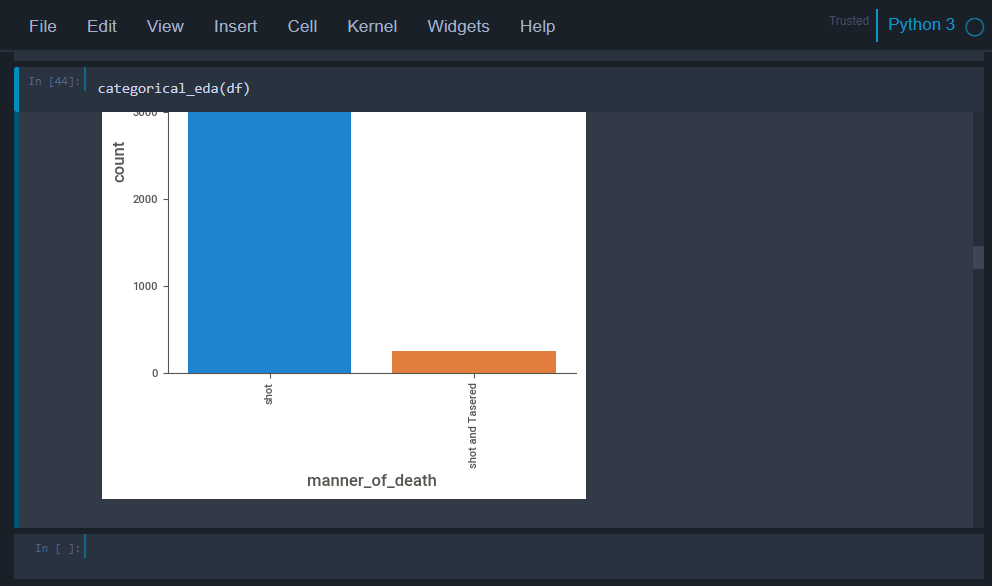 File Edit View Insert Cell Kernel Widgets Help Trusted Python 3
In [44]:
categorical_eda(df)
3000
count
2000
1000
0
shot
shot and Tasered
manner_of_death
In [ ]: